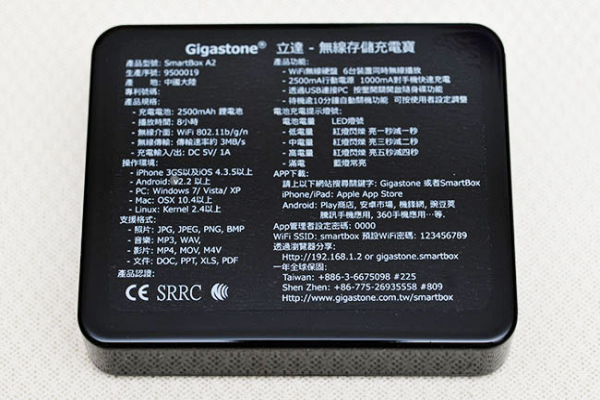 Gigastone® 立達 - 無線存儲充電寶
產品型號: SmartBox A2
生產序號: 9500019
產 地: 中國大陸
專利號碼:
產品規格:
- 充電電池: 2500mAh 鋰電池
- 播放時間: 8小時
- 無線介面: WiFi 802.11b/g/n
- 無線傳輸: 傳輸速率約 3MB/s
- 充電輸入/出: DC 5V/ 1A
操作環境:
- iPhone 3GS以及iOS 4.3.5以上
- Android: v2.2 以上
- PC: Windows 7/ Vista/ XP
- Mac: OSX 10.4以上
- Linux: Kernel 2.4以上
支援格式:
- 照片: JPG, JPEG, PNG, BMP
- 音樂: MP3, WAV,
- 影片: MP4, MOV, M4V
- 文件: DOC, PPT, XLS, PDF
產品認證:
CE SRRC
產品功能:
- WiFi無線硬盤 6台裝置同時無線播放
- 2500mA行動電源 1000mA對手機快速充電
- 透過USB連接PC 按壓開關開啟隨身碟功能
- 待機逾10分鐘自動關機功能 可按使用者設定調整
電池充電提示燈號:
電池電量 LED燈號
- 低電量 紅燈閃爍 亮一秒滅一秒
- 中電量 紅燈閃爍 亮三秒滅二秒
- 高電量 紅燈閃爍 亮五秒滅四秒
- 滿電 藍燈常亮
APP下載:
請上以下網站搜尋關鍵字: Gigastone 或者SmartBox
iPhone/iPad: Apple App Store
Android: Play商店, 安卓市場, 機鋒網, 豌豆莢
騰訊手機應用, 360手機應用…等.
App管理者設定密碼: 0000
WiFi SSID: smartbox 預設WiFi密碼: 123456789
透過瀏覽器分享:
Http://192.168.1.2 or gigastone.smartbox
一年全球保固:
Taiwan: +886-3-6675098 #225
Shen Zhen: +86-775-26935558 #809
Http://www.gigastone.com.tw/smartbox